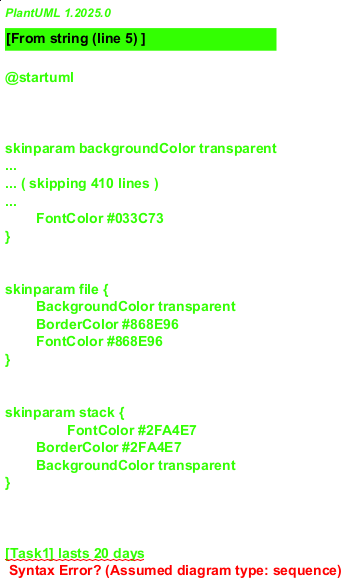 PlantUML 1.2025.0
[From string (line 5) ]
@startuml
skinparam backgroundColor transparent
...
... ( skipping 410 lines )
...
FontColor #033C73
}
skinparam file {
BackgroundColor transparent
BorderColor #868E96
FontColor #868E96
}
skinparam stack {
FontColor #2FA4E7
BorderColor #2FA4E7
BackgroundColor transparent
}
[Task1] lasts 20 days
Syntax Error? (Assumed diagram type: sequence)